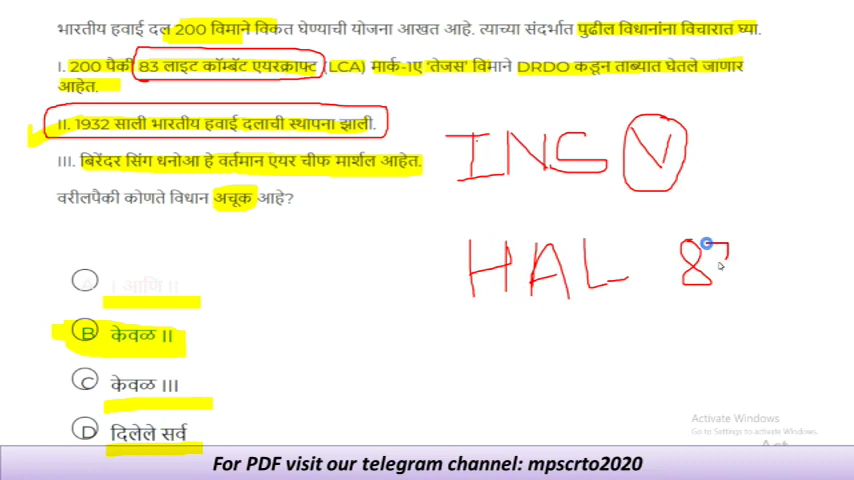 भारतीय हवाई दल 200 विमाने विकत घेण्याची योजना आखत आहे. त्याच्या संदर्भात पुढील विधानांना विचारात घ्या.
I. 200 पैकी 83 लाइट कॉम्बॅट एयरक्राफ्ट (LCA) मार्क-1ए 'तेजस' विमाने DRDO कडून ताब्यात घेतले जाणार
आहेत.
II. 1932 साली भारतीय हवाई दलाची स्थापना झाली.
III. बिरेंदर सिंग धनोआ हे वर्तमान एयर चीफ मार्शल आहेत.
वरीलपैकी कोणते विधान अचूक आहे?
INS V
HAL 8
A I आणि II
B केवळ II
C केवळ III
D दिलेले सर्व
Activate Windows
Go to Settings to activate Windows.
For PDF visit our telegram channel: mpscrto2020